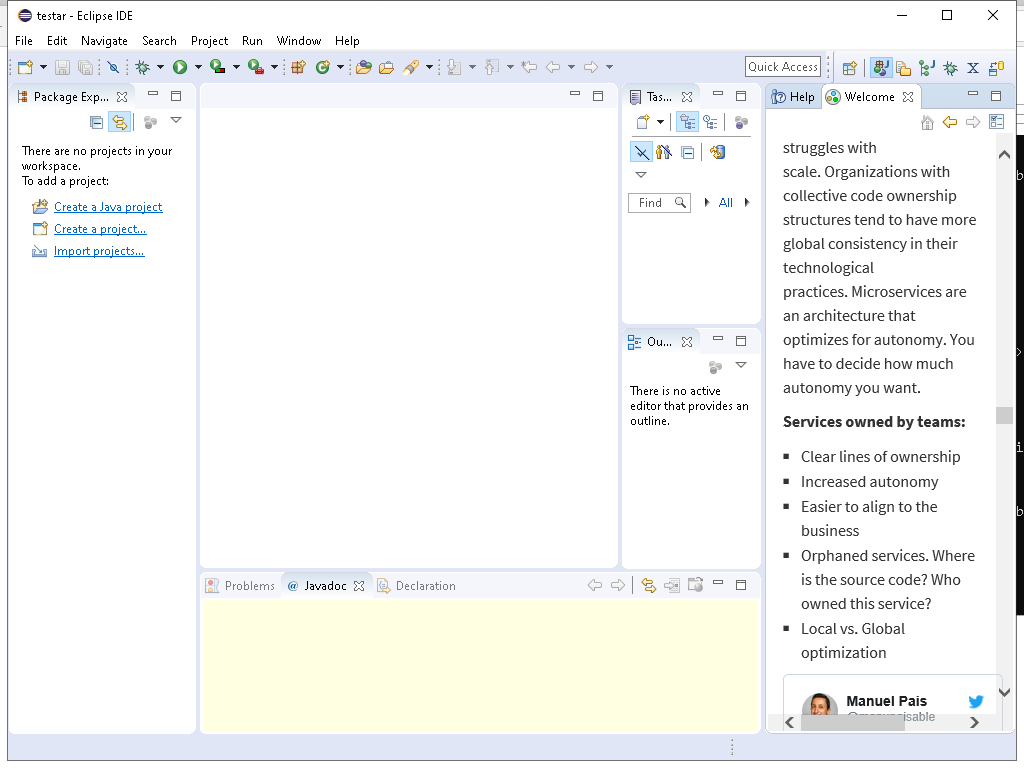 testar - Eclipse IDE
File Edit Navigate Search Project Run Window Help
Quick Access
Package Exp...
There are no projects in your
workspace.
To add a project:
Create a Java project
Create a project...
Import projects...
Tas...
Find
All
Ou...
There is no active
editor that provides an
outline.
Problems @ Javadoc Declaration
Help Welcome
struggles with
scale. Organizations with
collective code ownership
structures tend to have more
global consistency in their
technological
practices. Microservices are
an architecture that
optimizes for autonomy. You
have to decide how much
autonomy you want.
Services owned by teams:
▪ Clear lines of ownership
▪ Increased autonomy
▪ Easier to align to the
business
▪ Orphaned services. Where
is the source code? Who
owned this service?
▪ Local vs. Global
optimization
Manuel Pais